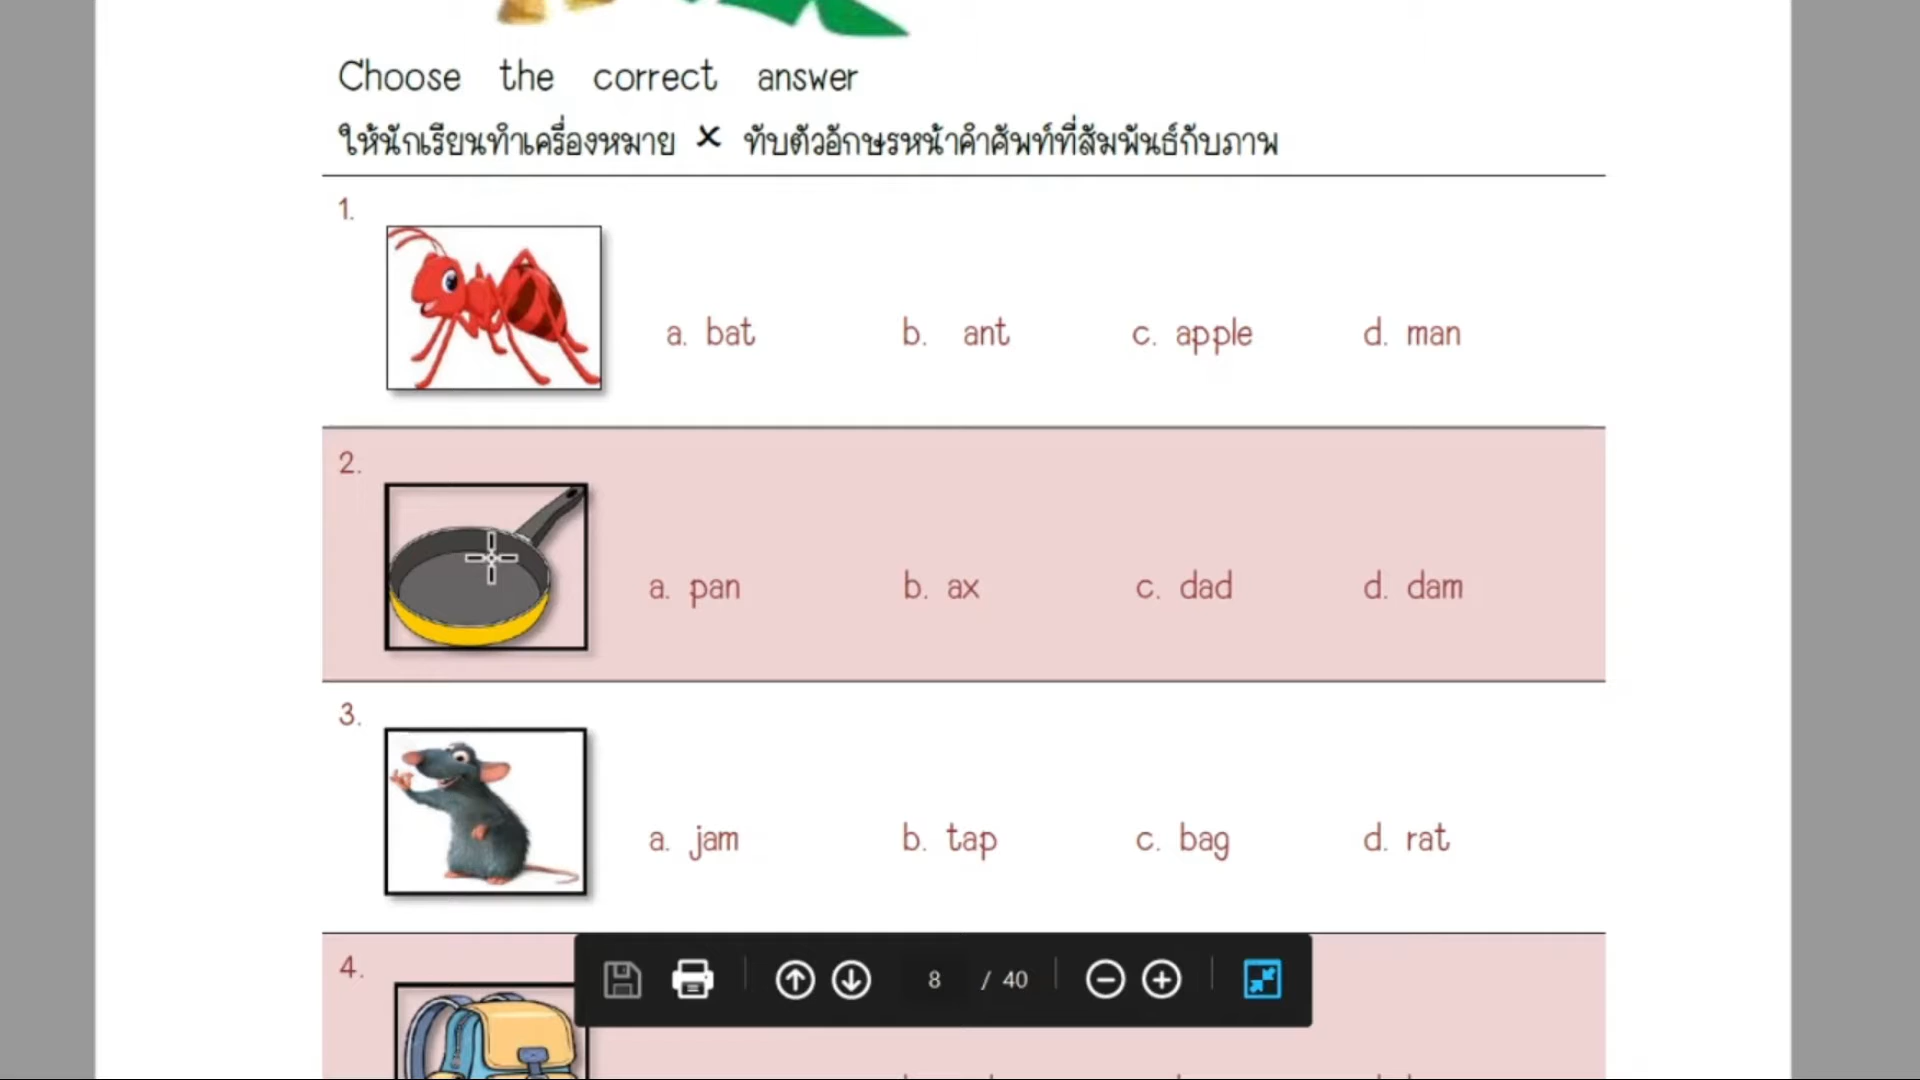 Choose the correct answer
ให้นักเรียนทำเครื่องหมาย × ทับตัวอักษรหน้าคำศัพท์ที่สัมพันธ์กับภาพ
1.
a. bat b. ant c. apple d. man
2.
a. pan b. ax c. dad d. dam
3.
a. jam b. tap c. bag d. rat
4.
8 / 40